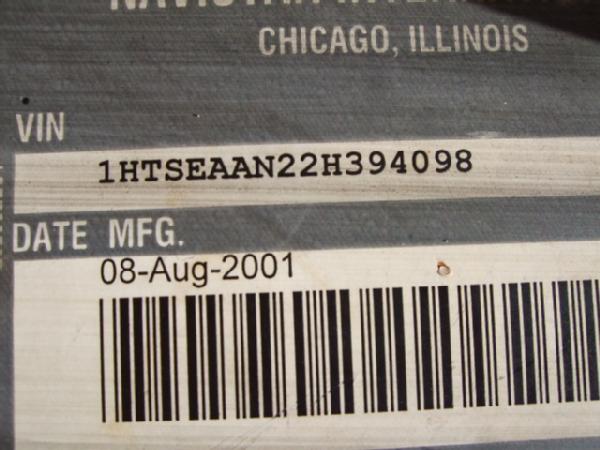 CHICAGO, ILLINOIS
VIN
1HTSEAAN22H394098
DATE MFG.
08-Aug-2001